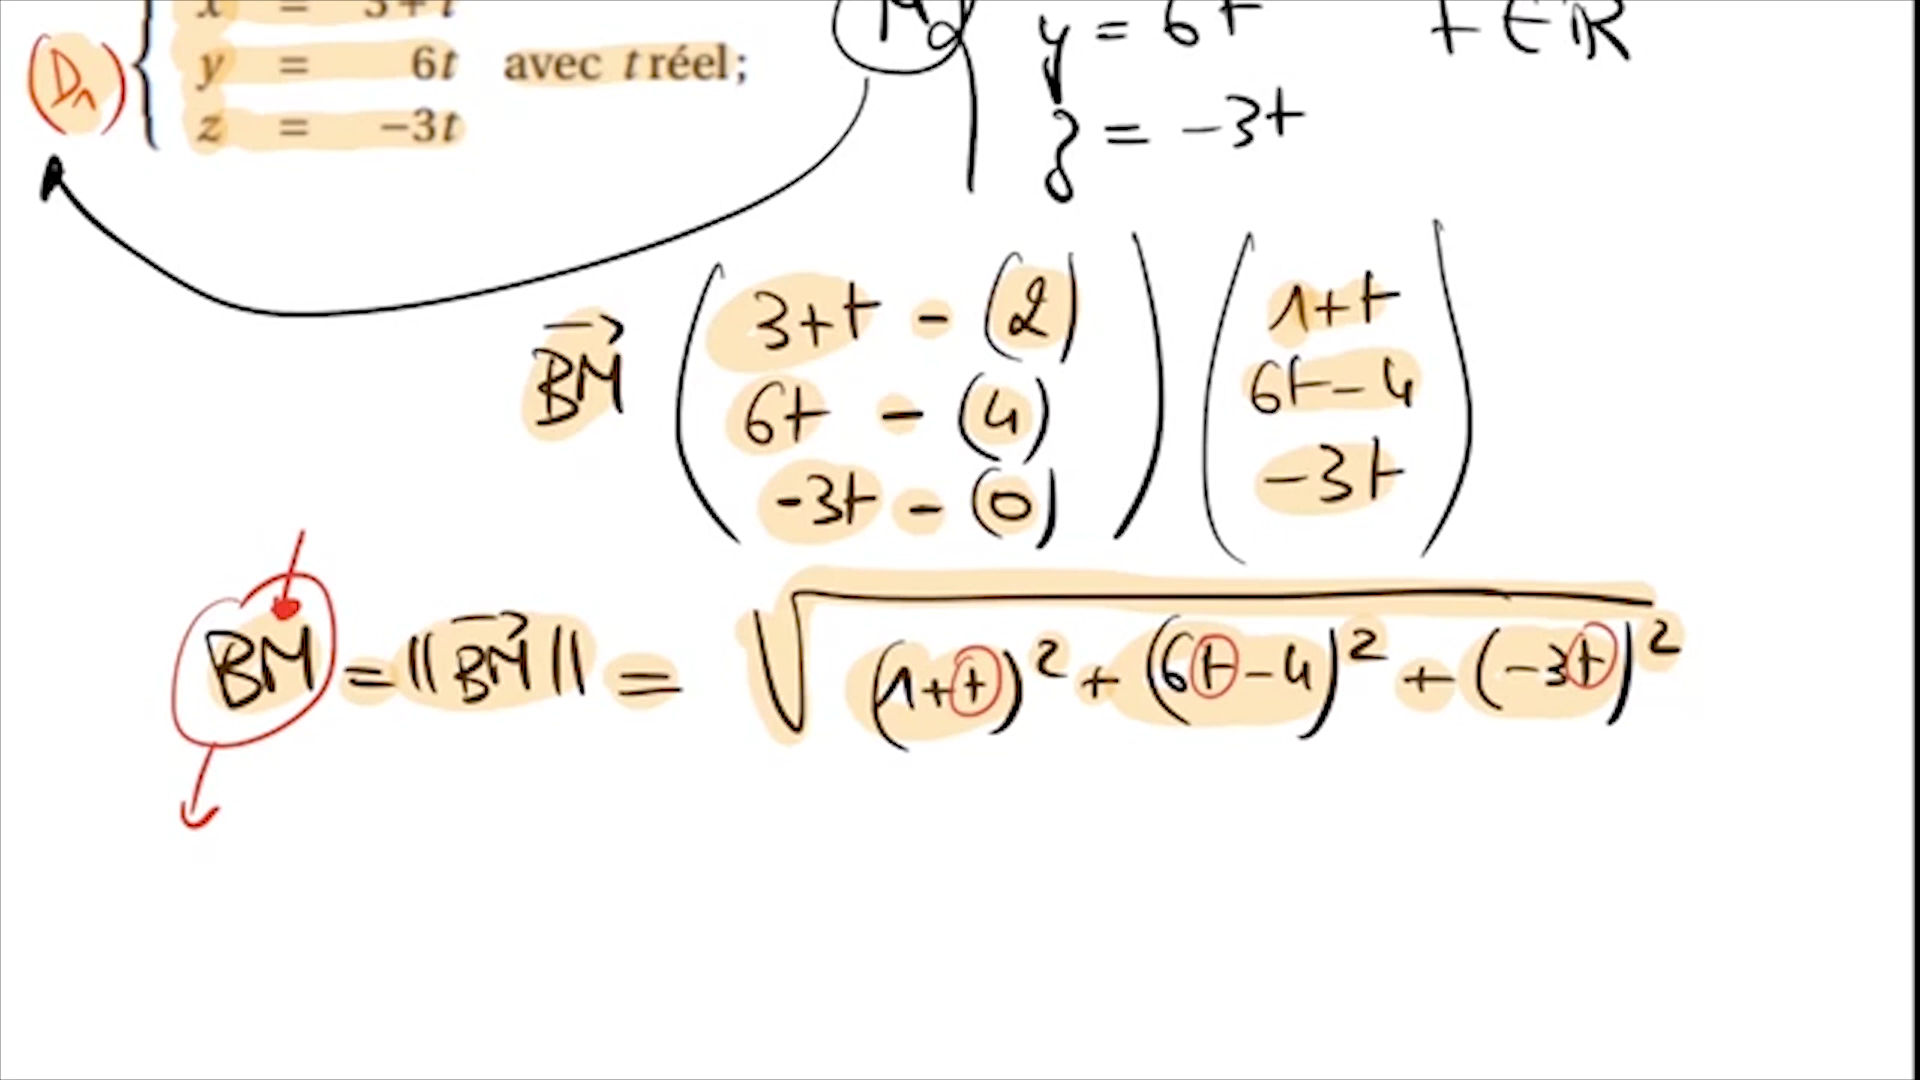 x = 3+t
y = 6t
t ∈ ℝ
(D₁)
y = 6t avec t réel ;
z = −3t
z = −3t
BM⃗ (3+t − (2)) (1+t)
6t − (4) 6t−4
−3t − (0) −3t
BM = ||BM⃗|| = √((1+t)² + (6t−4)² + (−3t)²)